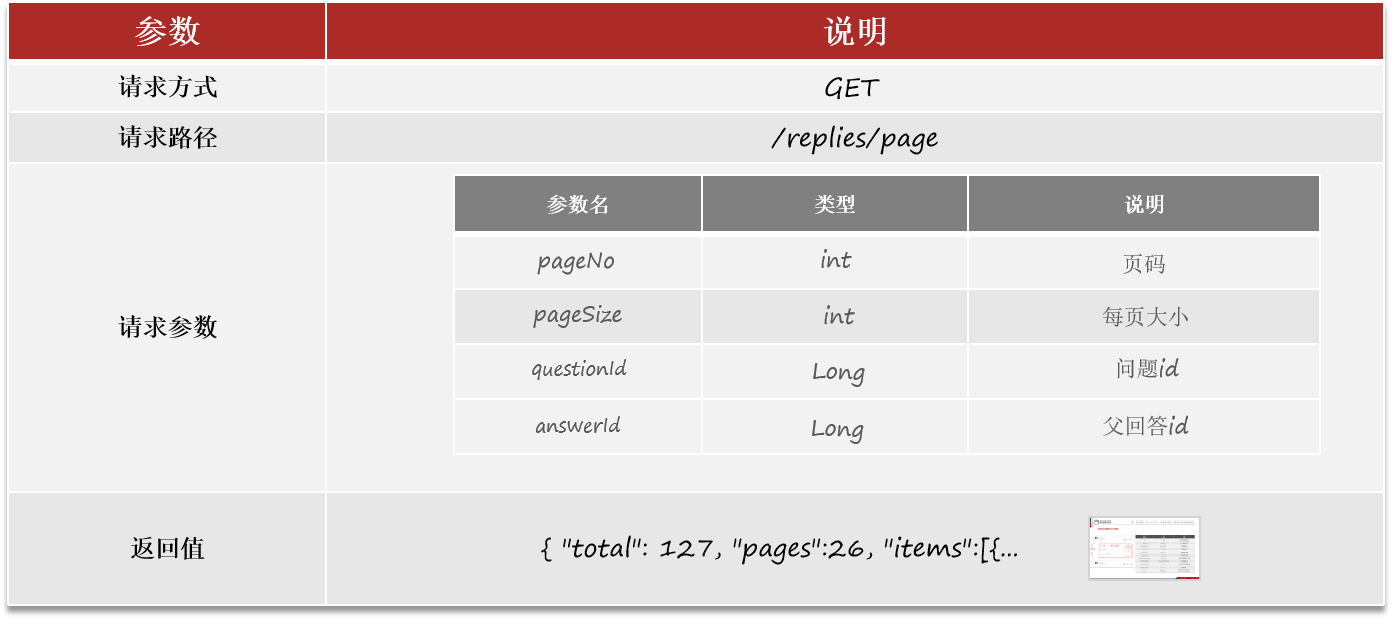 参数 说明
请求方式 GET
请求路径 /replies/page
请求参数
参数名 类型 说明
pageNo int 页码
pageSize int 每页大小
questionId Long 问题id
answerId Long 父回答id
返回值 { "total": 127, "pages":26, "items":[{...